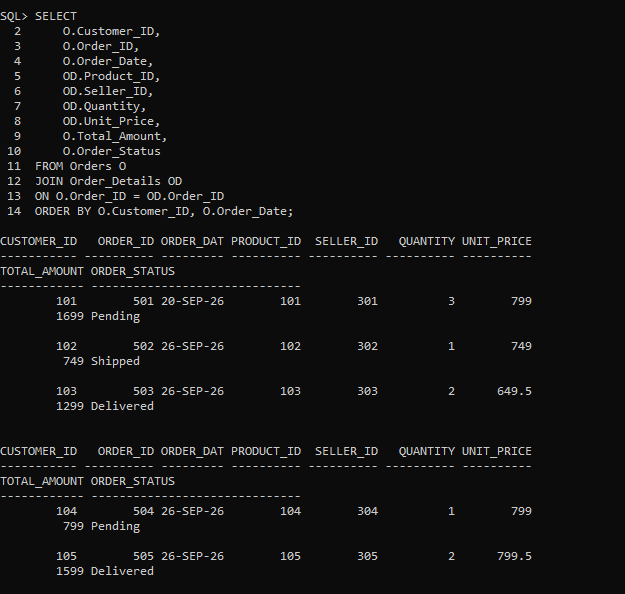 SQL> SELECT
  2      O.Customer_ID,
  3      O.Order_ID,
  4      O.Order_Date,
  5      OD.Product_ID,
  6      OD.Seller_ID,
  7      OD.Quantity,
  8      OD.Unit_Price,
  9      O.Total_Amount,
 10      O.Order_Status
 11  FROM Orders O
 12  JOIN Order_Details OD
 13  ON O.Order_ID = OD.Order_ID
 14  ORDER BY O.Customer_ID, O.Order_Date;

CUSTOMER_ID   ORDER_ID ORDER_DAT PRODUCT_ID  SELLER_ID   QUANTITY UNIT_PRICE
----------- ---------- --------- ---------- ---------- ---------- ----------
TOTAL_AMOUNT ORDER_STATUS
------------ ------------------------------
        101        501 20-SEP-26        101        301          3        799
        1699 Pending

        102        502 26-SEP-26        102        302          1        749
         749 Shipped

        103        503 26-SEP-26        103        303          2      649.5
        1299 Delivered


CUSTOMER_ID   ORDER_ID ORDER_DAT PRODUCT_ID  SELLER_ID   QUANTITY UNIT_PRICE
----------- ---------- --------- ---------- ---------- ---------- ----------
TOTAL_AMOUNT ORDER_STATUS
------------ ------------------------------
        104        504 26-SEP-26        104        304          1        799
         799 Pending

        105        505 26-SEP-26        105        305          2      799.5
        1599 Delivered